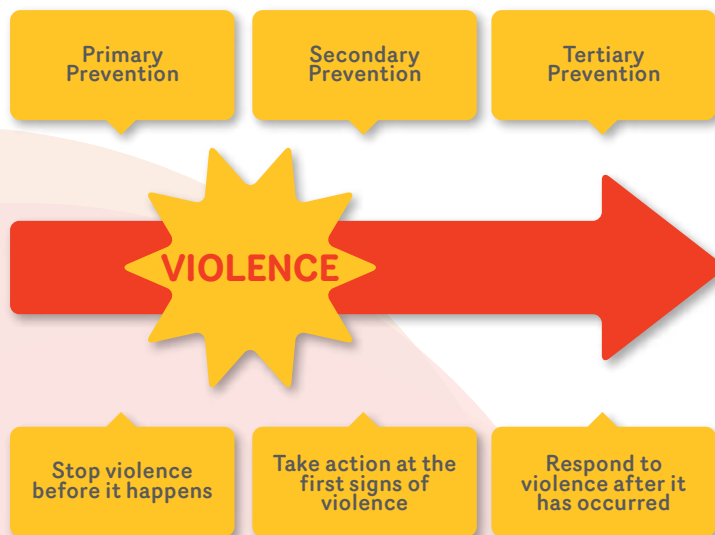 Primary
Prevention
Secondary
Prevention
Tertiary
Prevention
VIOLENCE
Stop violence
before it happens
Take action at the
first signs of
violence
Respond to
violence after it
has occurred